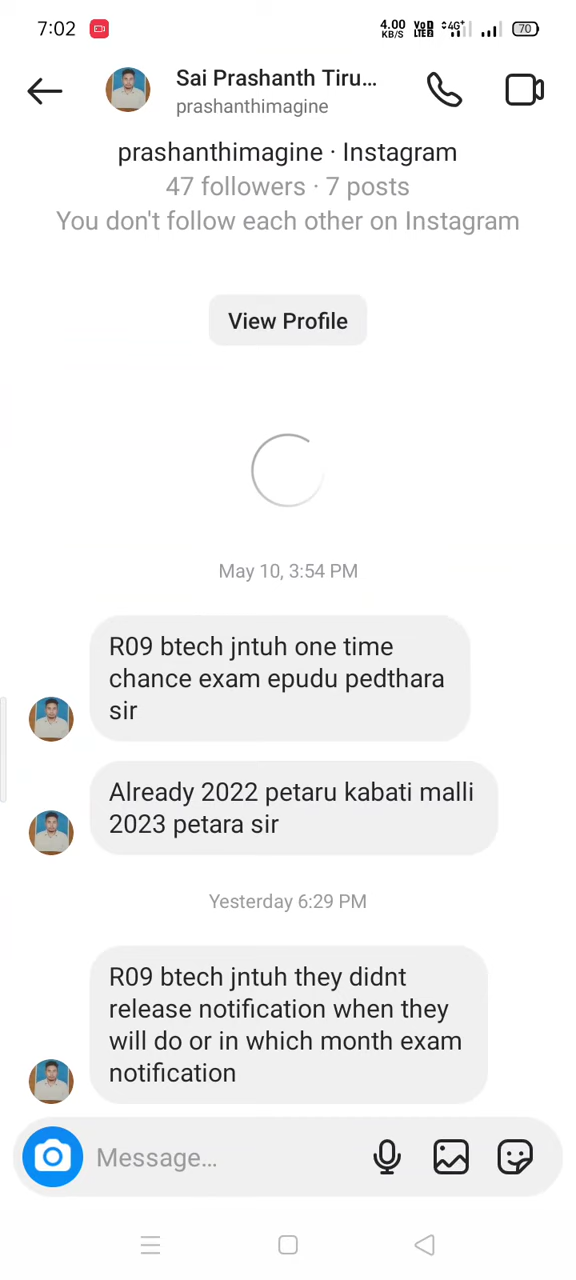 7:02
4.00 KB/S VoD LTE2 4G+ 70
Sai Prashanth Tiru...
prashanthimagine
prashanthimagine · Instagram
47 followers · 7 posts
You don't follow each other on Instagram
View Profile
May 10, 3:54 PM
R09 btech jntuh one time
chance exam epudu pedthara
sir
Already 2022 petaru kabati malli
2023 petara sir
Yesterday 6:29 PM
R09 btech jntuh they didnt
release notification when they
will do or in which month exam
notification
Message...